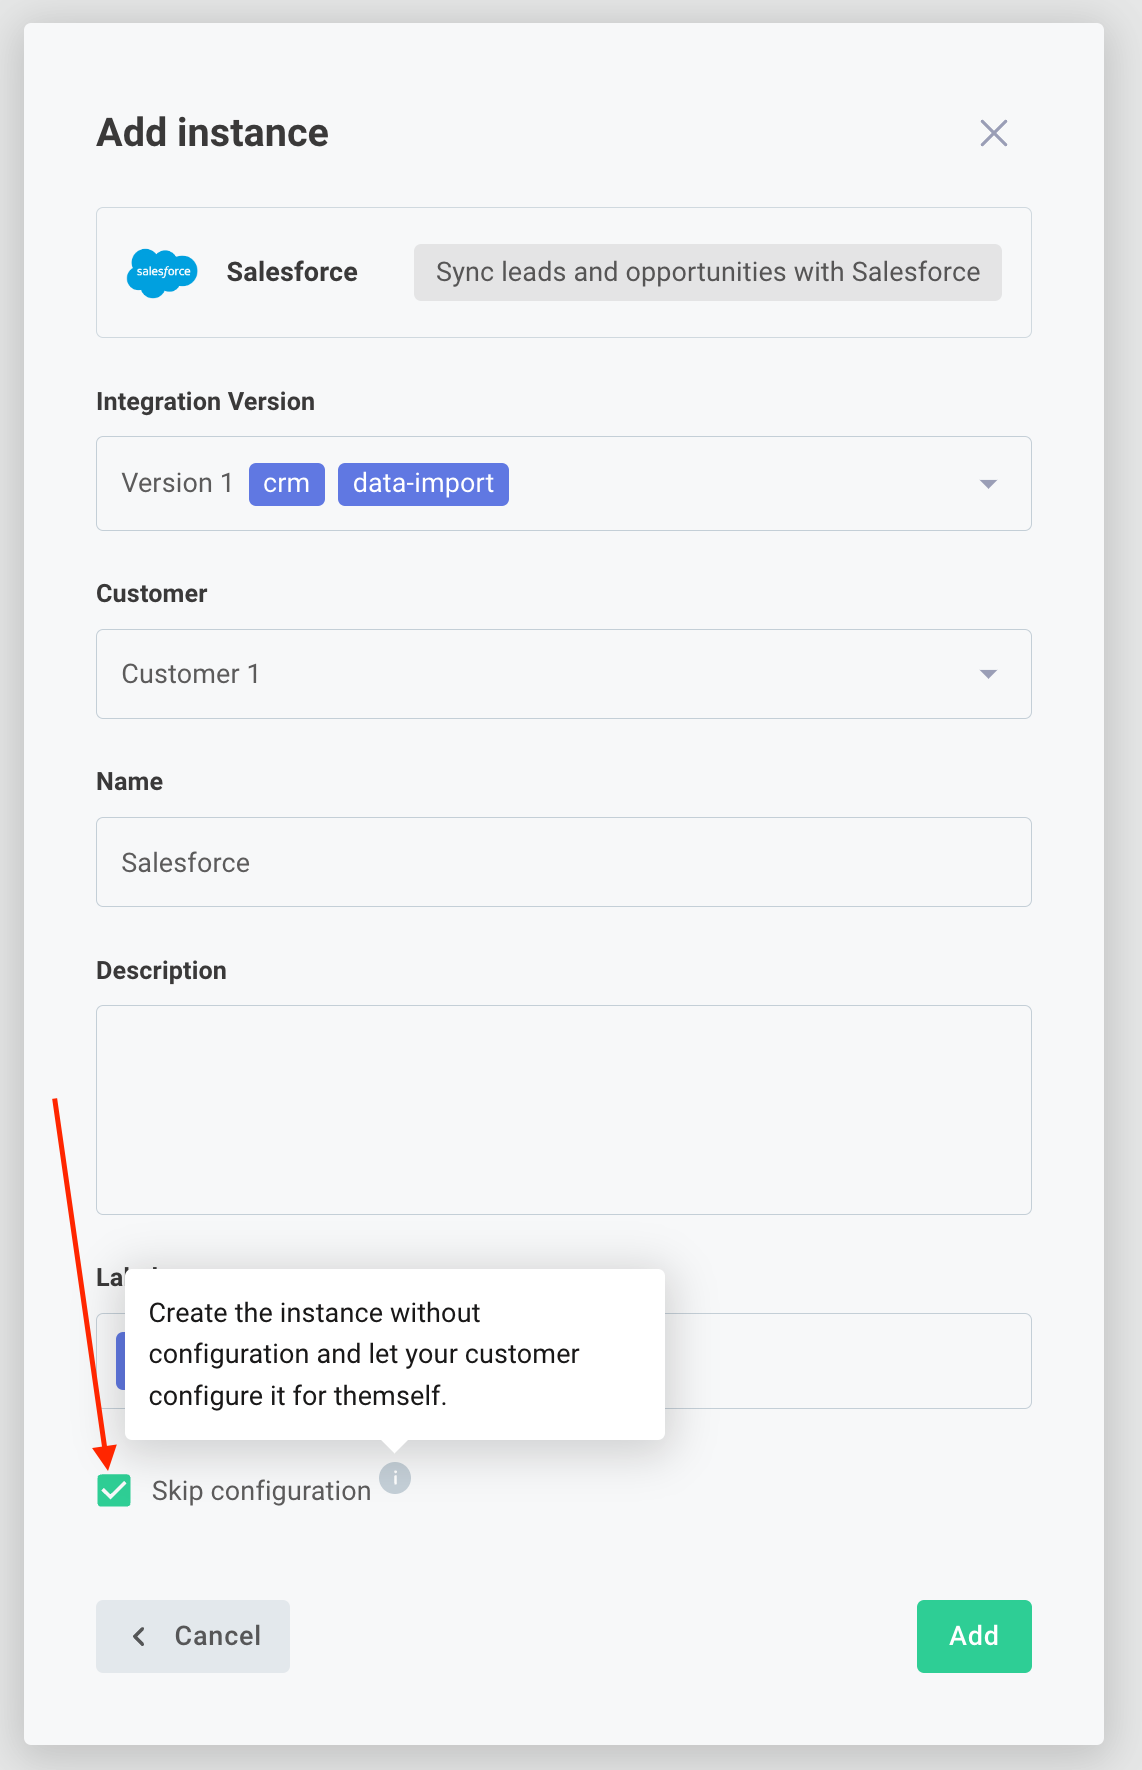 Add instance
salesforce
Salesforce
Sync leads and opportunities with Salesforce
Integration Version
Version 1 crm data-import
Customer
Customer 1
Name
Salesforce
Description
Create the instance without
configuration and let your customer
configure it for themself.
Skip configuration i
Cancel
Add